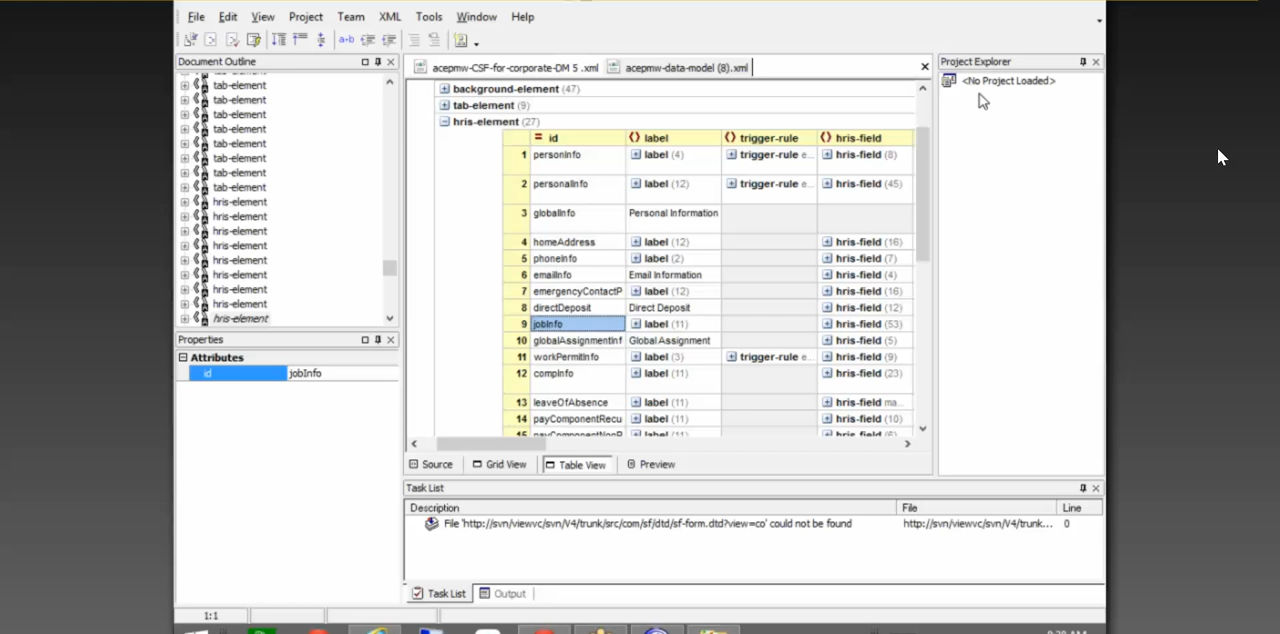 File Edit View Project Team XML Tools Window Help
Document Outline
tab-element
tab-element
tab-element
tab-element
tab-element
tab-element
tab-element
tab-element
hris-element
hris-element
hris-element
hris-element
hris-element
hris-element
hris-element
hris-element
hris-element
Properties
Attributes
id jobInfo
acepmw-CSF-for-corporate-DM 5 .xml acepmw-data-model (8).xml
background-element (47)
tab-element (9)
hris-element (27)
= id () label () trigger-rule () hris-field
1 personInfo label (4) trigger-rule e... hris-field (8)
2 personalInfo label (12) trigger-rule e... hris-field (45)
3 globalInfo Personal Information
4 homeAddress label (12) hris-field (16)
5 phoneInfo label (2) hris-field (7)
6 emailInfo Email Information hris-field (4)
7 emergencyContactP label (12) hris-field (16)
8 directDeposit Direct Deposit hris-field (12)
9 jobInfo label (11) hris-field (53)
10 globalAssignmentInf Global Assignment hris-field (5)
11 workPermitInfo label (3) trigger-rule e... hris-field (9)
12 compInfo label (11) hris-field (23)
13 leaveOfAbsence label (11) hris-field ma...
14 payComponentRecu label (11) hris-field (10)
15 payComponentNonR label (11) hris-field (6)
Source Grid View Table View Preview
Project Explorer
<No Project Loaded>
Task List
Description File Line
File 'http://svn/viewvc/svn/V4/trunk/src/com/sf/dtd/sf-form.dtd?view=co' could not be found http://svn/viewvc/svn/V4/trunk... 0
Task List Output
1:1